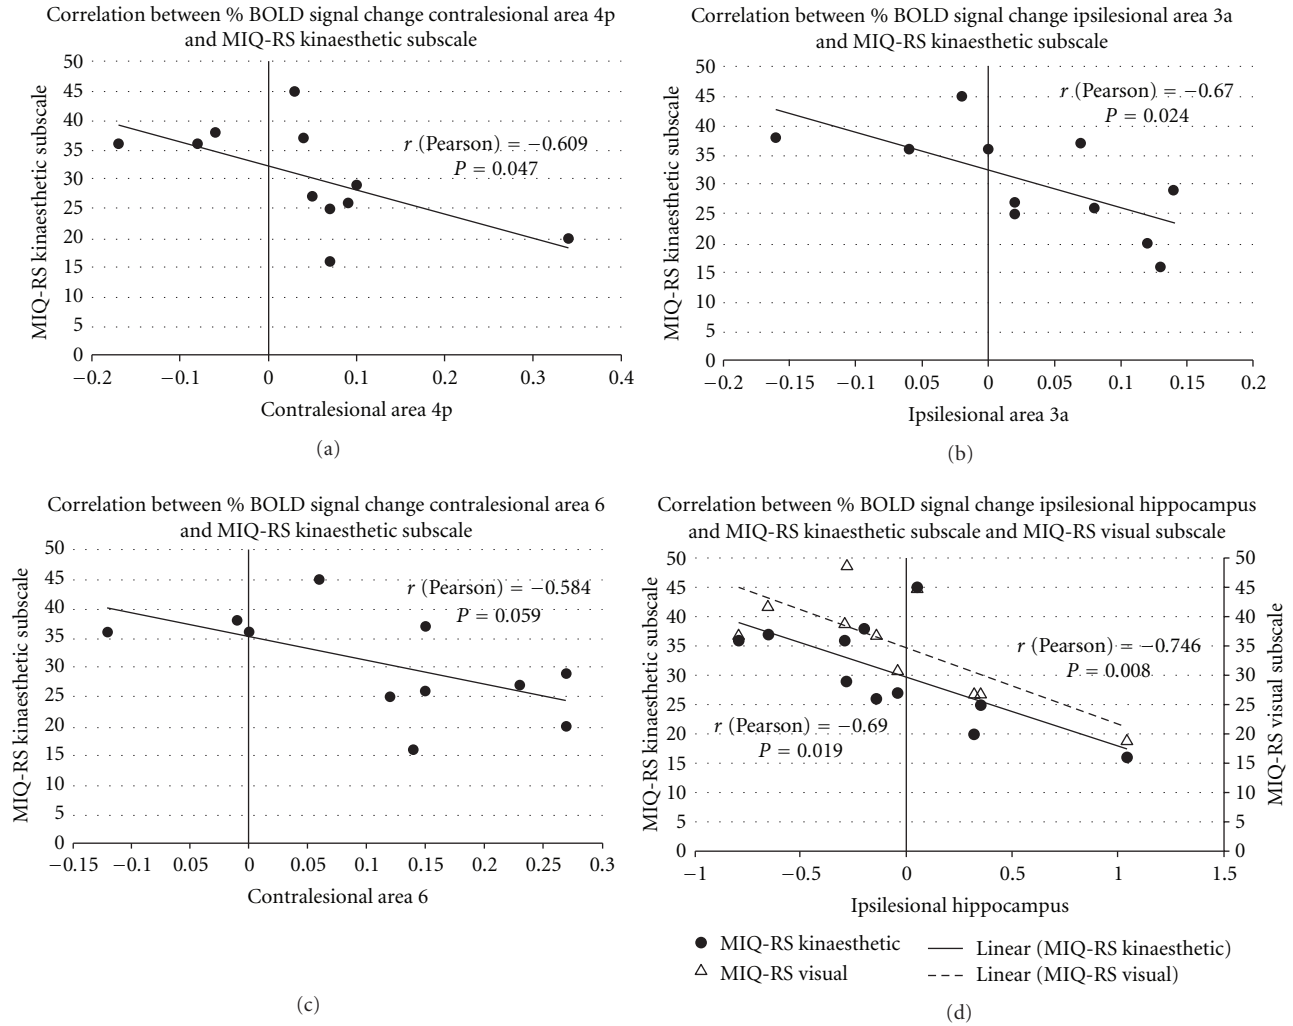 Correlation between % BOLD signal change contralesional area 4p
and MIQ-RS kinaesthetic subscale
MIQ-RS kinaesthetic subscale
50
45
40
35
30
25
20
15
10
5
0
r (Pearson) = −0.609
P = 0.047
−0.2
−0.1
0
0.1
0.2
0.3
0.4
Contralesional area 4p
(a)
Correlation between % BOLD signal change ipsilesional area 3a
and MIQ-RS kinaesthetic subscale
MIQ-RS kinaesthetic subscale
50
45
40
35
30
25
20
15
10
5
0
r (Pearson) = −0.67
P = 0.024
−0.2
−0.15
−0.1
0.05
0
0.05
0.1
0.15
0.2
Ipsilesional area 3a
(b)
Correlation between % BOLD signal change contralesional area 6
and MIQ-RS kinaesthetic subscale
MIQ-RS kinaesthetic subscale
50
45
40
35
30
25
20
15
10
5
0
r (Pearson) = −0.584
P = 0.059
−0.15
−0.1
0.05
0
0.05
0.1
0.15
0.2
0.25
0.3
Contralesional area 6
(c)
Correlation between % BOLD signal change ipsilesional hippocampus
and MIQ-RS kinaesthetic subscale and MIQ-RS visual subscale
MIQ-RS kinaesthetic subscale
50
45
40
35
30
25
20
15
10
5
0
r (Pearson) = −0.746
P = 0.008
r (Pearson) = −0.69
P = 0.019
50
45
40
35
30
25
20
15
10
5
0
MIQ-RS visual subscale
−1
−0.5
0
0.5
1
1.5
Ipsilesional hippocampus
MIQ-RS kinaesthetic
Linear (MIQ-RS kinaesthetic)
MIQ-RS visual
Linear (MIQ-RS visual)
(d)